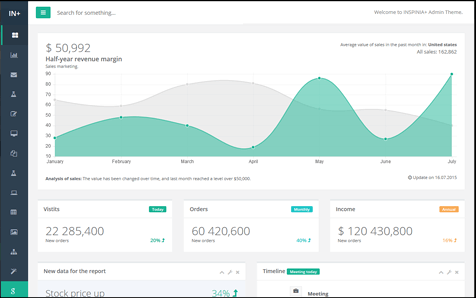 IN+
Search for something...
Welcome to INSPINIA+ Admin Theme.
$ 50,992
Half-year revenue margin
Sales marketing.
Average value of sales in the past month in: United states
All sales: 162,862
90
80
70
60
50
40
30
20
10
January February March April May June July
Analysis of sales: The value has been changed over time, and last month reached a level over $50,000.
Update on 16.07.2015
Visitits Today
22 285,400
New orders 20%
Orders Monthly
60 420,600
New orders 40%
Income Annual
$ 120 430,800
New orders 16%
New data for the report
Stock price up 34%
Timeline Meeting today
Meeting